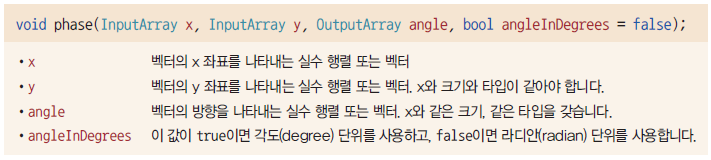 void phase(InputArray x, InputArray y, OutputArray angle, bool angleInDegrees = false);
• x 벡터의 x 좌표를 나타내는 실수 행렬 또는 벡터
• y 벡터의 y 좌표를 나타내는 실수 행렬 또는 벡터. x와 크기와 타입이 같아야 합니다.
• angle 벡터의 방향을 나타내는 실수 행렬 또는 벡터. x와 같은 크기, 같은 타입을 갖습니다.
• angleInDegrees 이 값이 true이면 각도(degree) 단위를 사용하고, false이면 라디안(radian) 단위를 사용합니다.